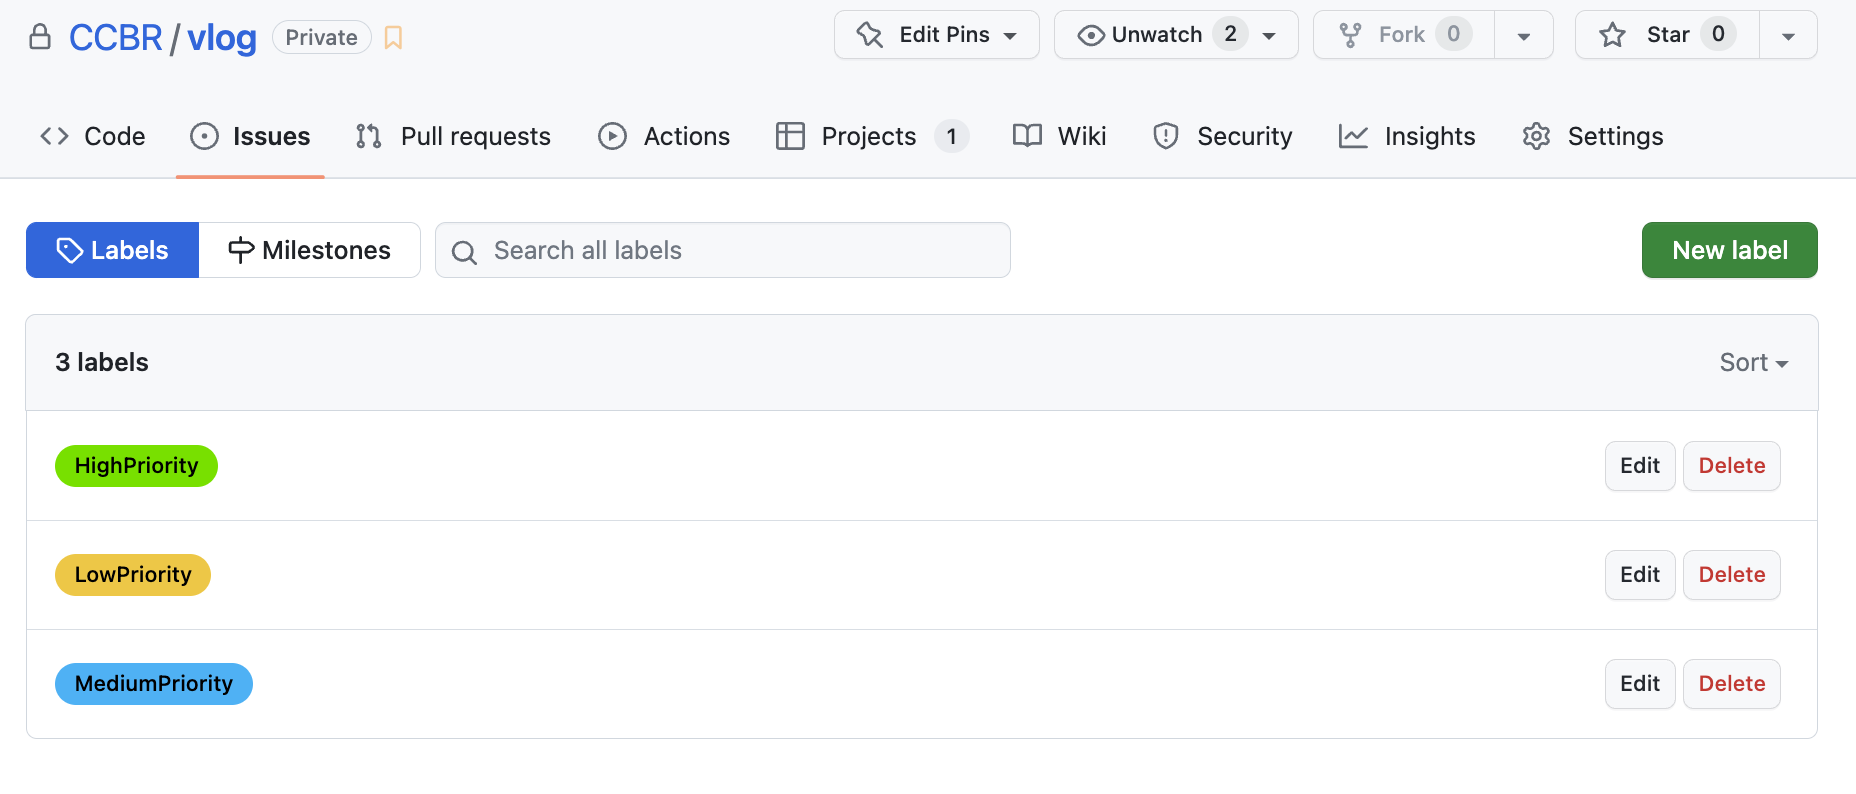 CCBR / vlog Private Edit Pins Unwatch 2 Fork 0 Star 0
Code Issues Pull requests Actions Projects 1 Wiki Security Insights Settings
Labels Milestones Search all labels New label
3 labels Sort
HighPriority Edit Delete
LowPriority Edit Delete
MediumPriority Edit Delete